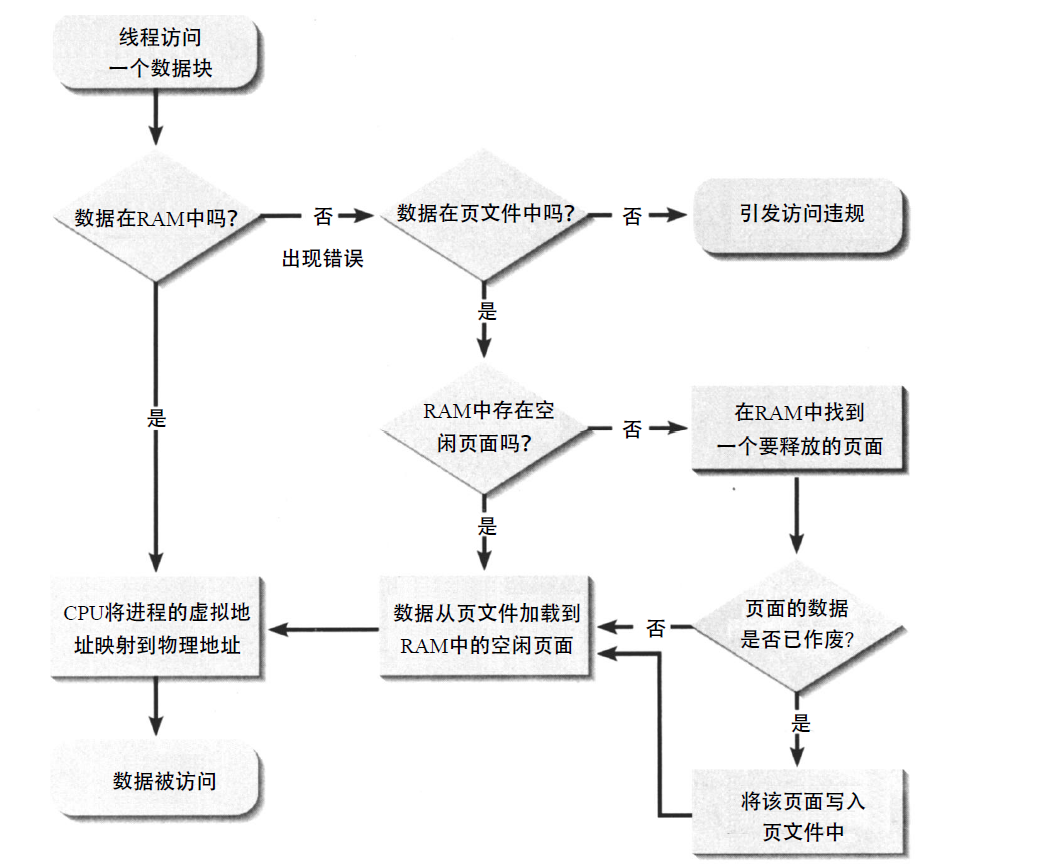 线程访问
一个数据块
数据在RAM中吗?
否
出现错误
数据在页文件中吗?
否
引发访问违规
是
是
RAM中存在空
闲页面吗?
否
在RAM中找到
一个要释放的页面
是
CPU将进程的虚拟地
址映射到物理地址
数据从页文件加载到
RAM中的空闲页面
否
页面的数据
是否已作废?
是
数据被访问
将该页面写入
页文件中